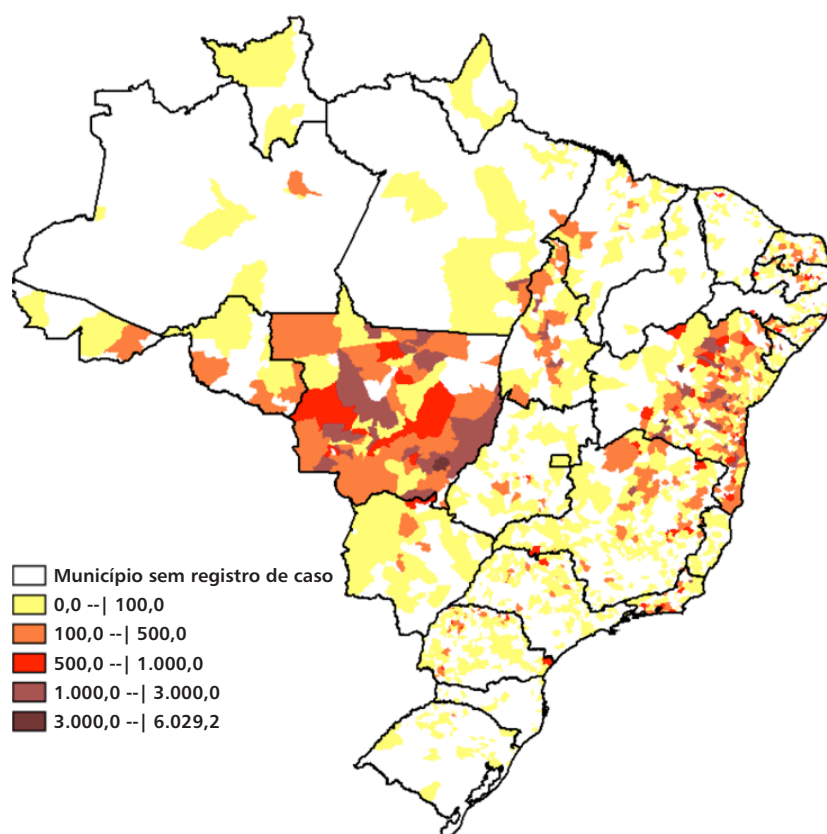 Município sem registro de caso
0,0 --| 100,0
100,0 --| 500,0
500,0 --| 1.000,0
1.000,0 --| 3.000,0
3.000,0 --| 6.029,2